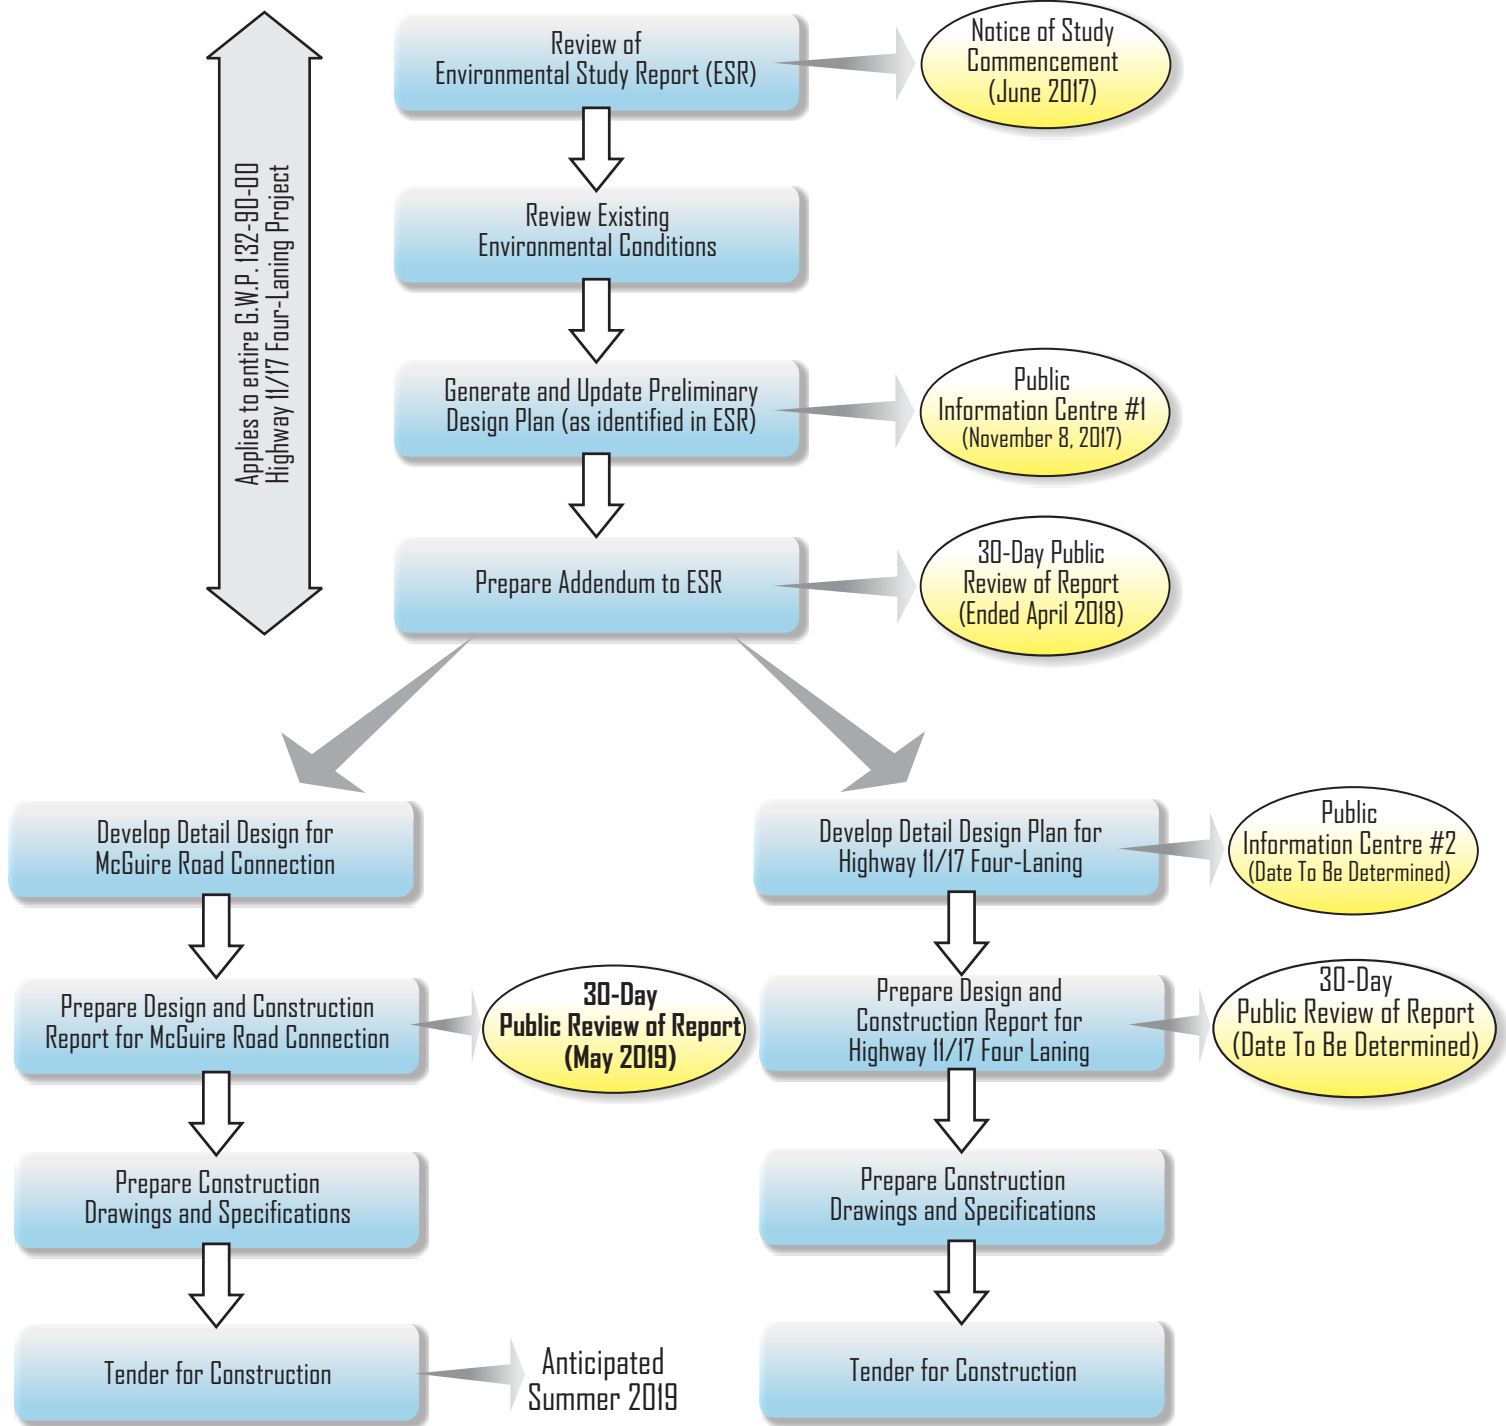 Applies to entire G.W.P. 132-90-00
Highway 11/17 Four-Laning Project
Review of
Environmental Study Report (ESR)
Notice of Study
Commencement
(June 2017)
Review Existing
Environmental Conditions
Generate and Update Preliminary
Design Plan (as identified in ESR)
Public
Information Centre #1
(November 8, 2017)
Prepare Addendum to ESR
30-Day Public
Review of Report
(Ended April 2018)
Develop Detail Design for
McGuire Road Connection
Prepare Design and Construction
Report for McGuire Road Connection
30-Day
Public Review of Report
(May 2019)
Prepare Construction
Drawings and Specifications
Tender for Construction
Anticipated
Summer 2019
Develop Detail Design Plan for
Highway 11/17 Four-Laning
Public
Information Centre #2
(Date To Be Determined)
Prepare Design and
Construction Report for
Highway 11/17 Four Laning
30-Day
Public Review of Report
(Date To Be Determined)
Prepare Construction
Drawings and Specifications
Tender for Construction